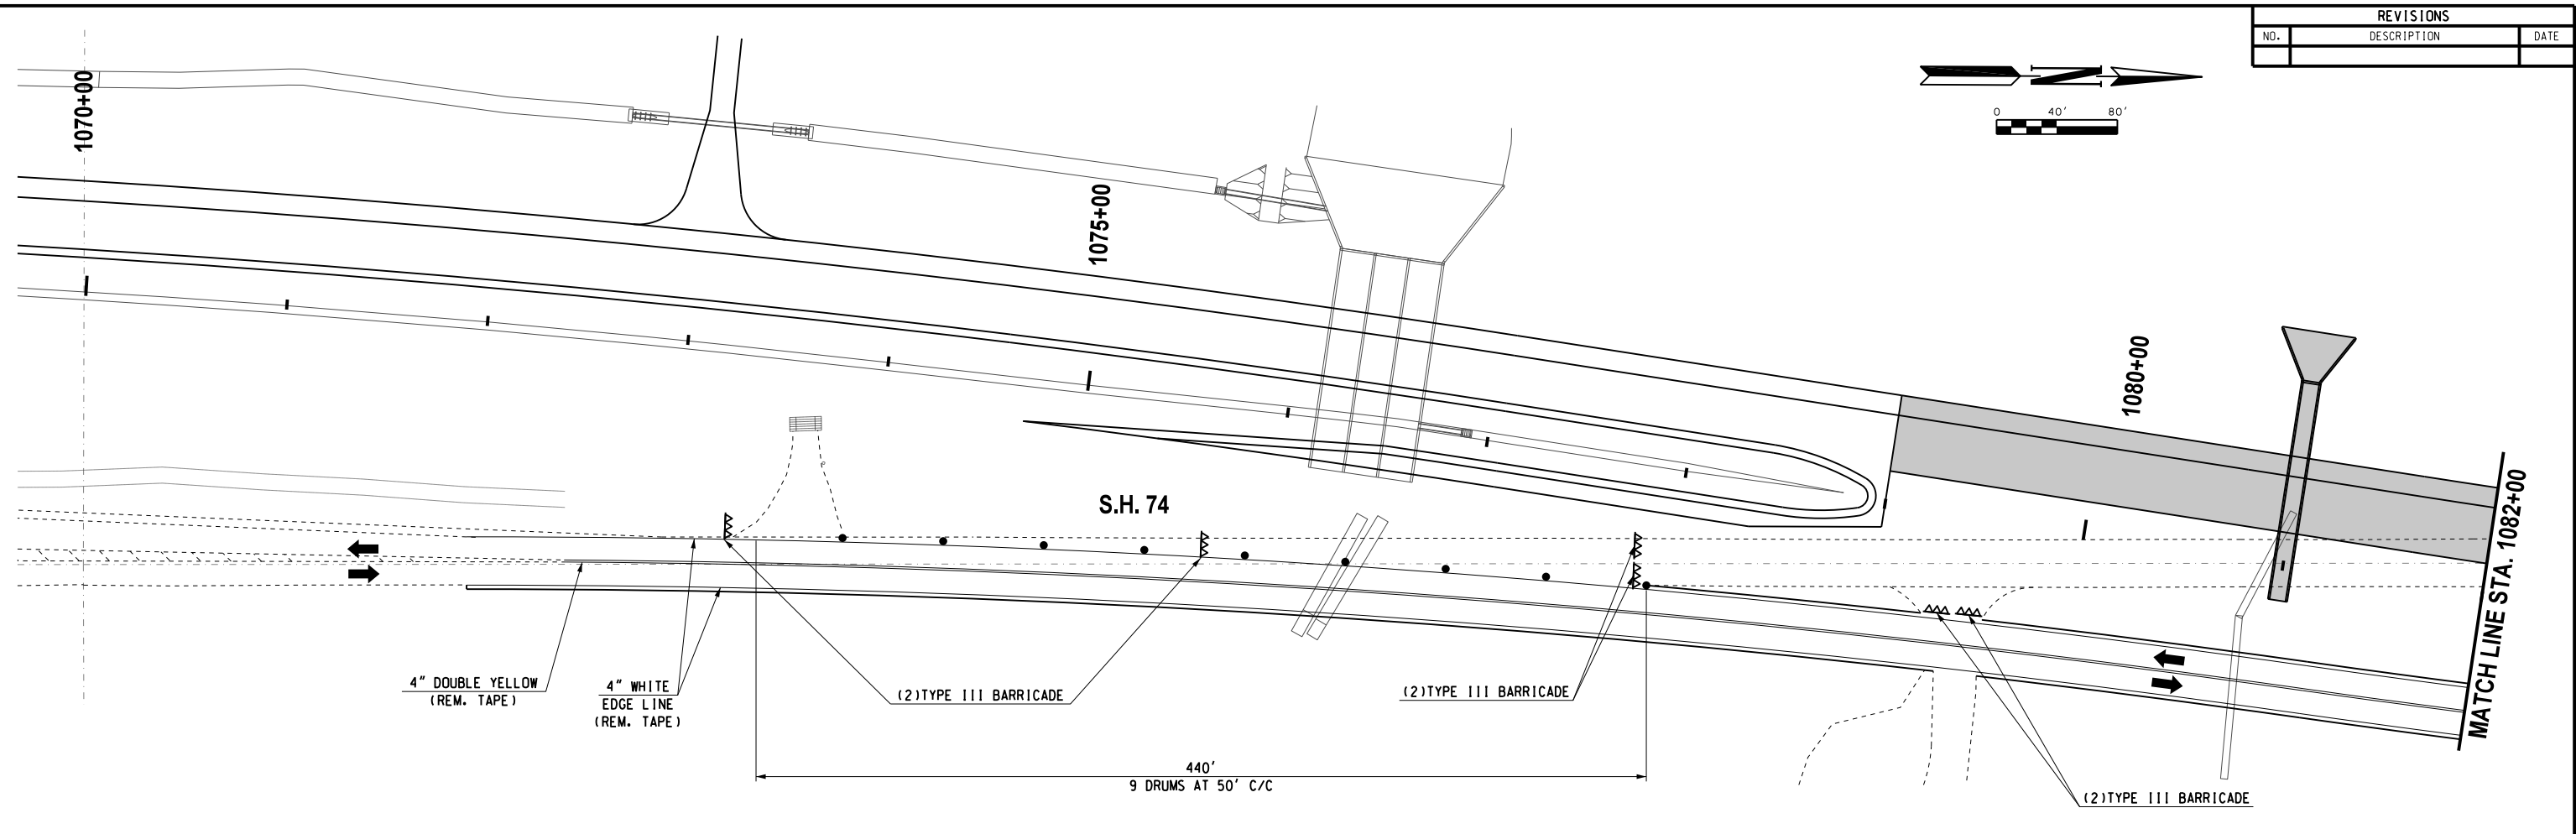 REVISIONS
NO. DESCRIPTION DATE
N
0 40' 80'
1070+00
1075+00
1080+00
S.H. 74
MATCH LINE STA. 1082+00
4" DOUBLE YELLOW
(REM. TAPE)
4" WHITE
EDGE LINE
(REM. TAPE)
(2)TYPE III BARRICADE
(2)TYPE III BARRICADE
440'
9 DRUMS AT 50' C/C
(2)TYPE III BARRICADE